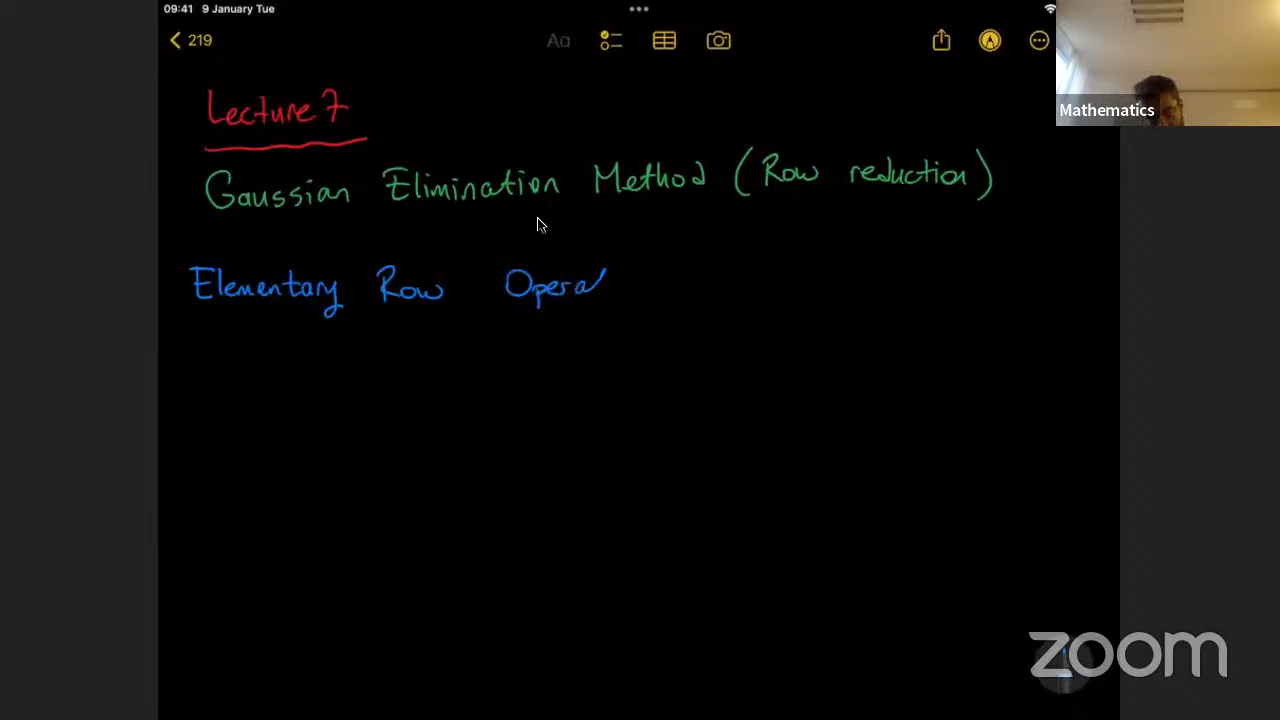 09:41 9 January Tue
219
Aa
Mathematics
Lecture 7
Gaussian Elimination Method (Row reduction)
Elementary Row Opera
zoom